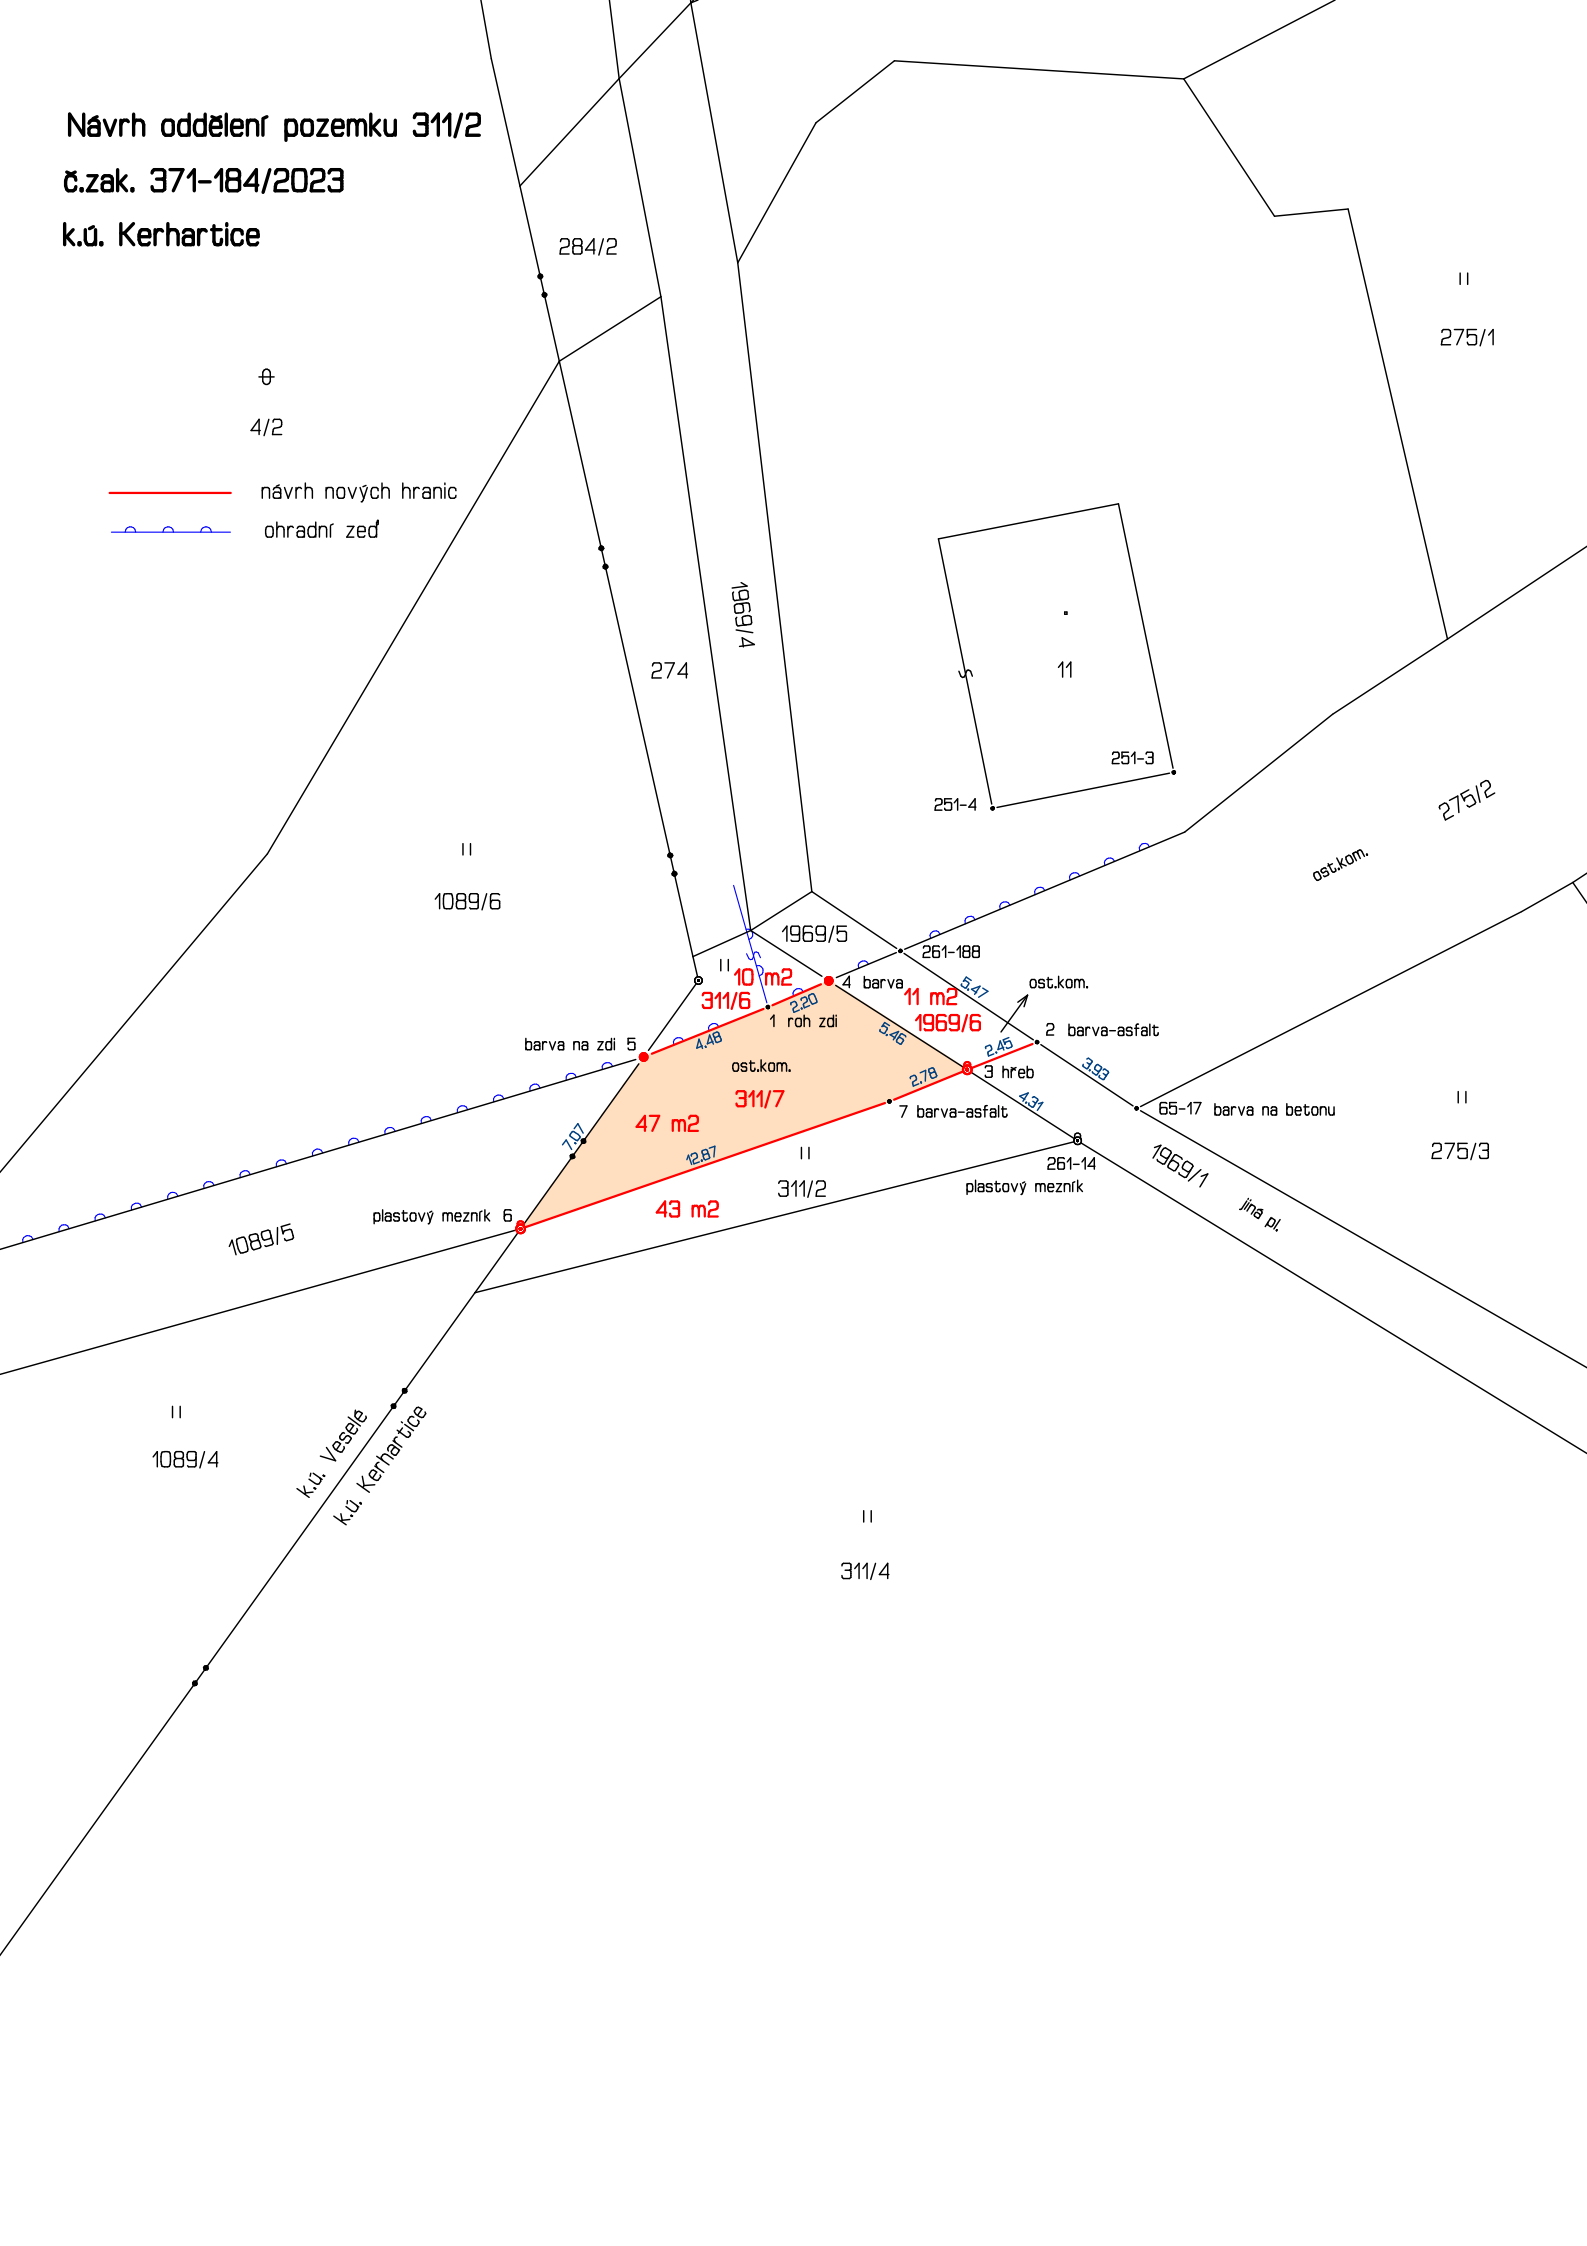 Návrh oddělení pozemku 311/2
č.zak. 371-184/2023
k.ú. Kerhartice
284/2
275/1
4/2
návrh nových hranic
ohradní zeď
1969/4
274
11
251-3
251-4
275/2
ost.kom.
1089/6
1969/5
261-188
10 m2
311/6
4 barva
11 m2
1969/6
5.47
ost.kom.
2.20
1 roh zdi
4.48
barva na zdi 5
5.46
2 barva-asfalt
2.45
3 hřeb
3.93
ost.kom.
311/7
47 m2
2.78
7 barva-asfalt
4.31
65-17 barva na betonu
7.07
12.87
311/2
261-14
plastový mezník
1969/1
jiná pl.
275/3
43 m2
plastový mezník 6
1089/5
1089/4
k.ú. Veselé
k.ú. Kerhartice
311/4